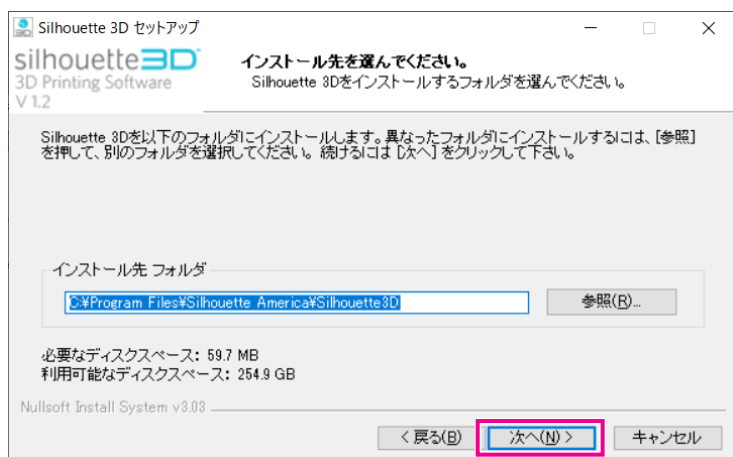 Silhouette 3D セットアップ
silhouette3D
3D Printing Software
V 1.2
インストール先を選んでください。
Silhouette 3Dをインストールするフォルダを選んでください。
Silhouette 3Dを以下のフォルダにインストールします。異なったフォルダにインストールするには、[参照]
を押して、別のフォルダを選択してください。続けるには [次へ] をクリックして下さい。
インストール先 フォルダ
C:¥Program Files¥Silhouette America¥Silhouette3D
参照(R)...
必要なディスクスペース: 59.7 MB
利用可能なディスクスペース: 254.9 GB
Nullsoft Install System v3.03
< 戻る(B)
次へ(N) >
キャンセル